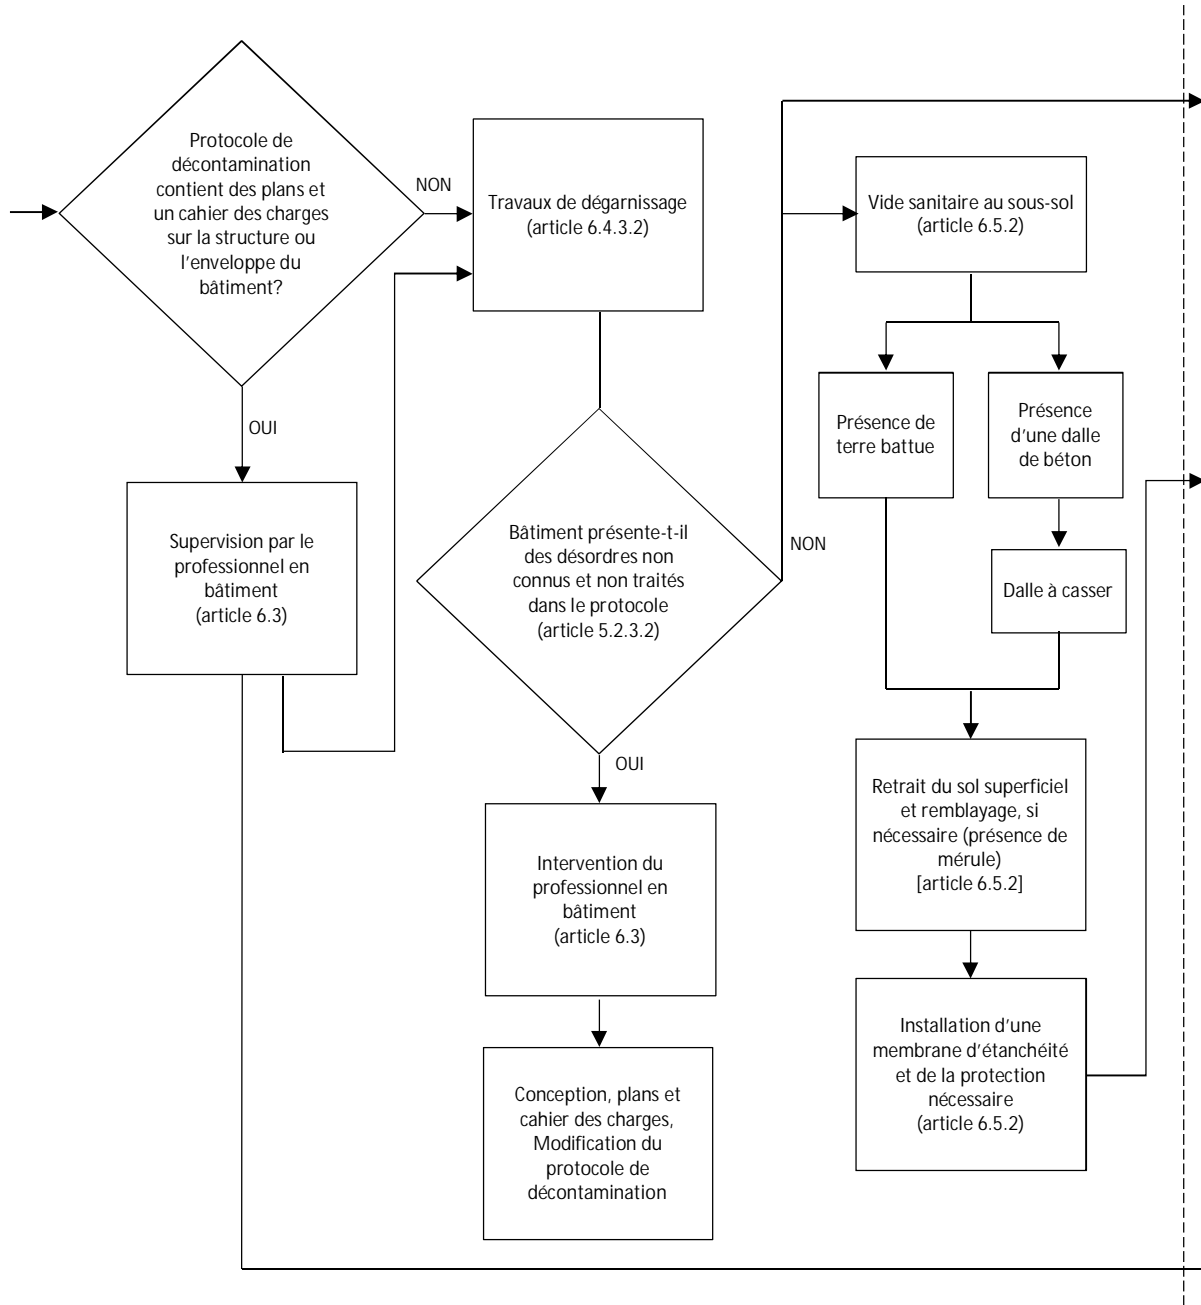 Protocole de
décontamination
contient des plans et
un cahier des charges
sur la structure ou
l'enveloppe du
bâtiment?
NON
OUI
Supervision par le
professionnel en
bâtiment
(article 6.3)
Travaux de dégarnissage
(article 6.4.3.2)
Bâtiment présente-t-il
des désordres non
connus et non traités
dans le protocole
(article 5.2.3.2)
NON
OUI
Intervention du
professionnel en
bâtiment
(article 6.3)
Conception, plans et
cahier des charges,
Modification du
protocole de
décontamination
Vide sanitaire au sous-sol
(article 6.5.2)
Présence de
terre battue
Présence
d'une dalle
de béton
Dalle à casser
Retrait du sol superficiel
et remblayage, si
nécessaire (présence de
mérule)
[article 6.5.2]
Installation d'une
membrane d'étanchéité
et de la protection
nécessaire
(article 6.5.2)